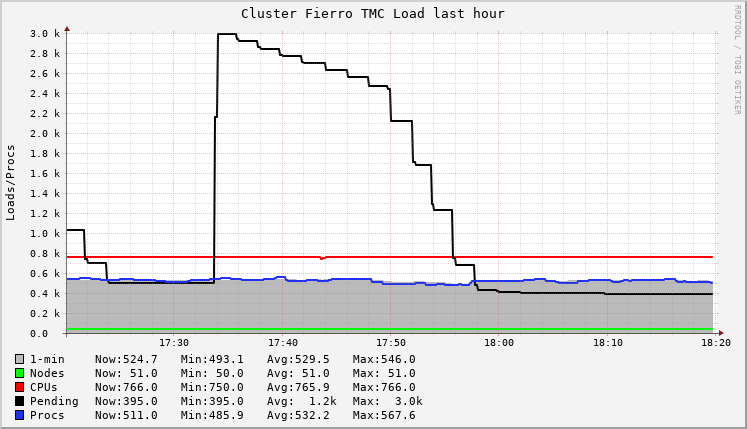 Cluster Fierro TMC Load last hour
RRDTOOL / TOBI OETIKER
Loads/Procs
3.0 k
2.8 k
2.6 k
2.4 k
2.2 k
2.0 k
1.8 k
1.6 k
1.4 k
1.2 k
1.0 k
0.8 k
0.6 k
0.4 k
0.2 k
0.0
17:30 17:40 17:50 18:00 18:10 18:20
1-min Now:524.7 Min:493.1 Avg:529.5 Max:546.0
Nodes Now: 51.0 Min: 50.0 Avg: 51.0 Max: 51.0
CPUs Now:766.0 Min:750.0 Avg:765.9 Max:766.0
Pending Now:395.0 Min:395.0 Avg: 1.2k Max: 3.0k
Procs Now:511.0 Min:485.9 Avg:532.2 Max:567.6